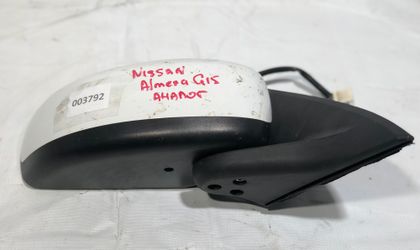 003792
Nissan
Almera G15
Аналог